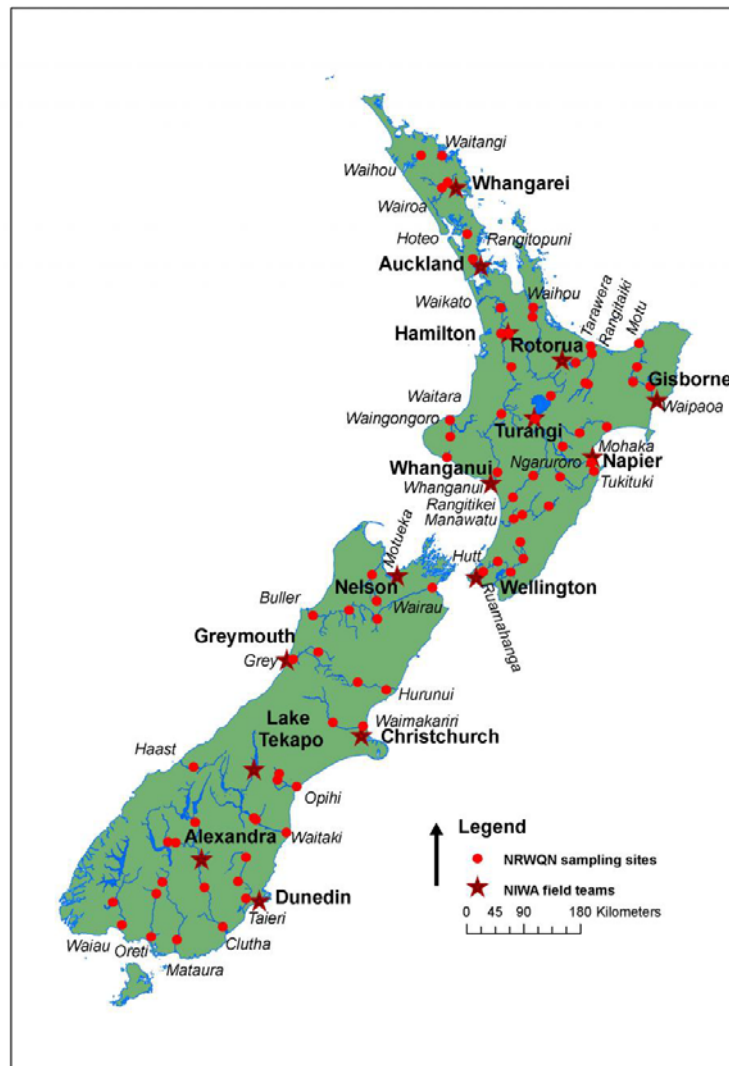 Waitangi
Waihou
Whangarei
Wairoa
Hoteo
Rangitopuni
Auckland
Waikato
Waihou
Tarawera
Rangitaiki
Motu
Hamilton
Rotorua
Gisborne
Waipaoa
Waitara
Waingongoro
Turangi
Mohaka
Whanganui
Ngaruroro
Napier
Whanganui
Tukituki
Rangitikei
Manawatu
Motueka
Hutt
Nelson
Wellington
Buller
Wairau
Ruamahanga
Greymouth
Grey
Hurunui
Lake
Tekapo
Waimakariri
Christchurch
Haast
Opihi
Alexandra
Waitaki
Legend
NRWQN sampling sites
NIWA field teams
Dunedin
Taieri
0 45 90 180 Kilometers
Waiau
Oreti
Clutha
Mataura